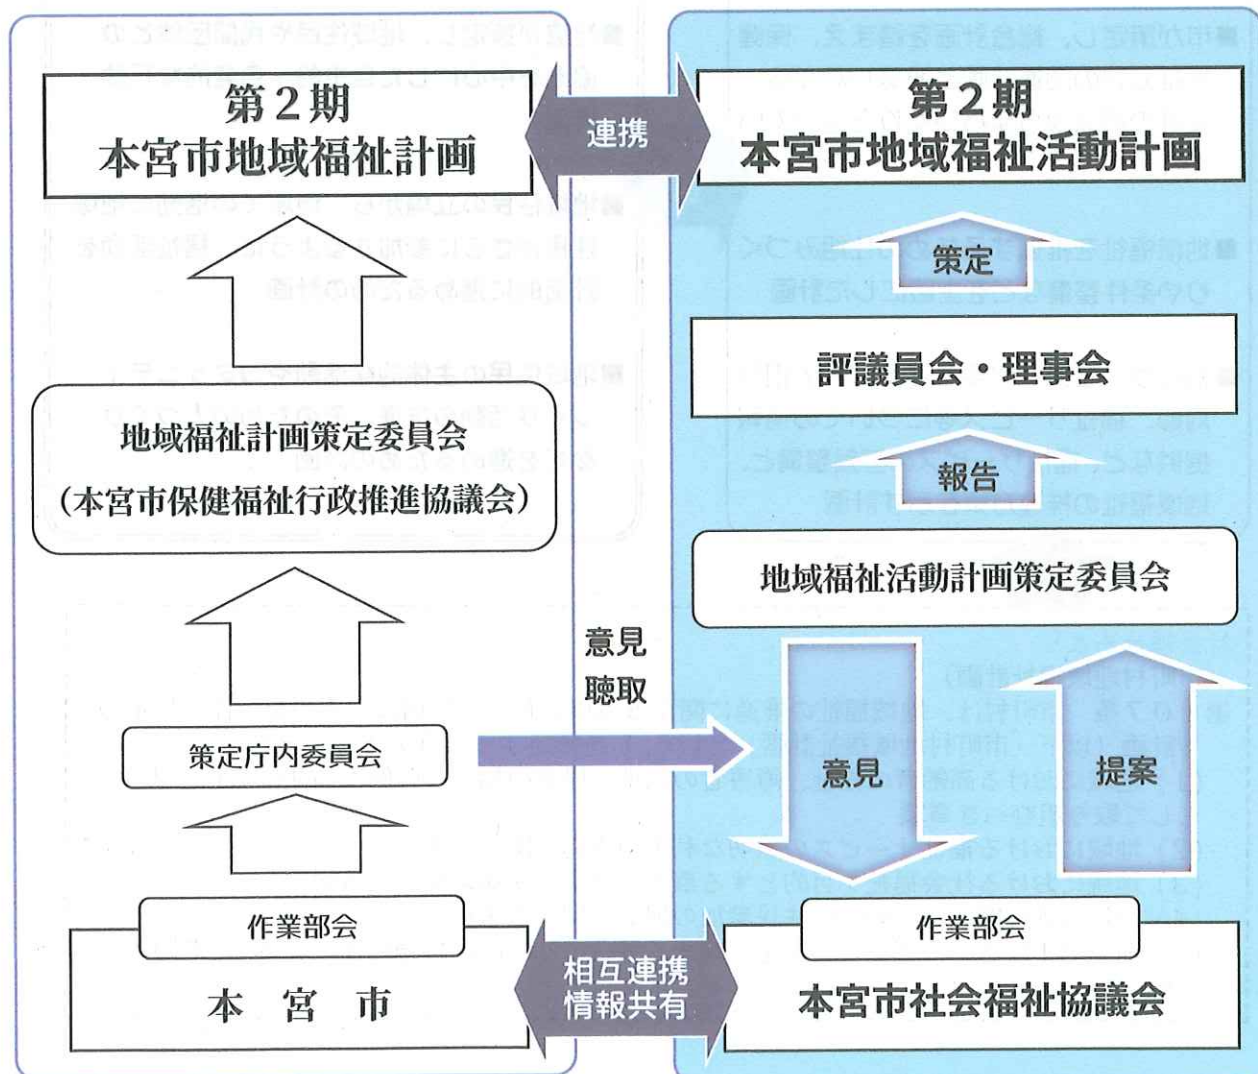 第2期
本宮市地域福祉計画
連携
第2期
本宮市地域福祉活動計画
策定
評議員会・理事会
報告
地域福祉計画策定委員会
(本宮市保健福祉行政推進協議会)
地域福祉活動計画策定委員会
意見
聴取
策定庁内委員会
意見
提案
作業部会
本宮市
相互連携
情報共有
作業部会
本宮市社会福祉協議会